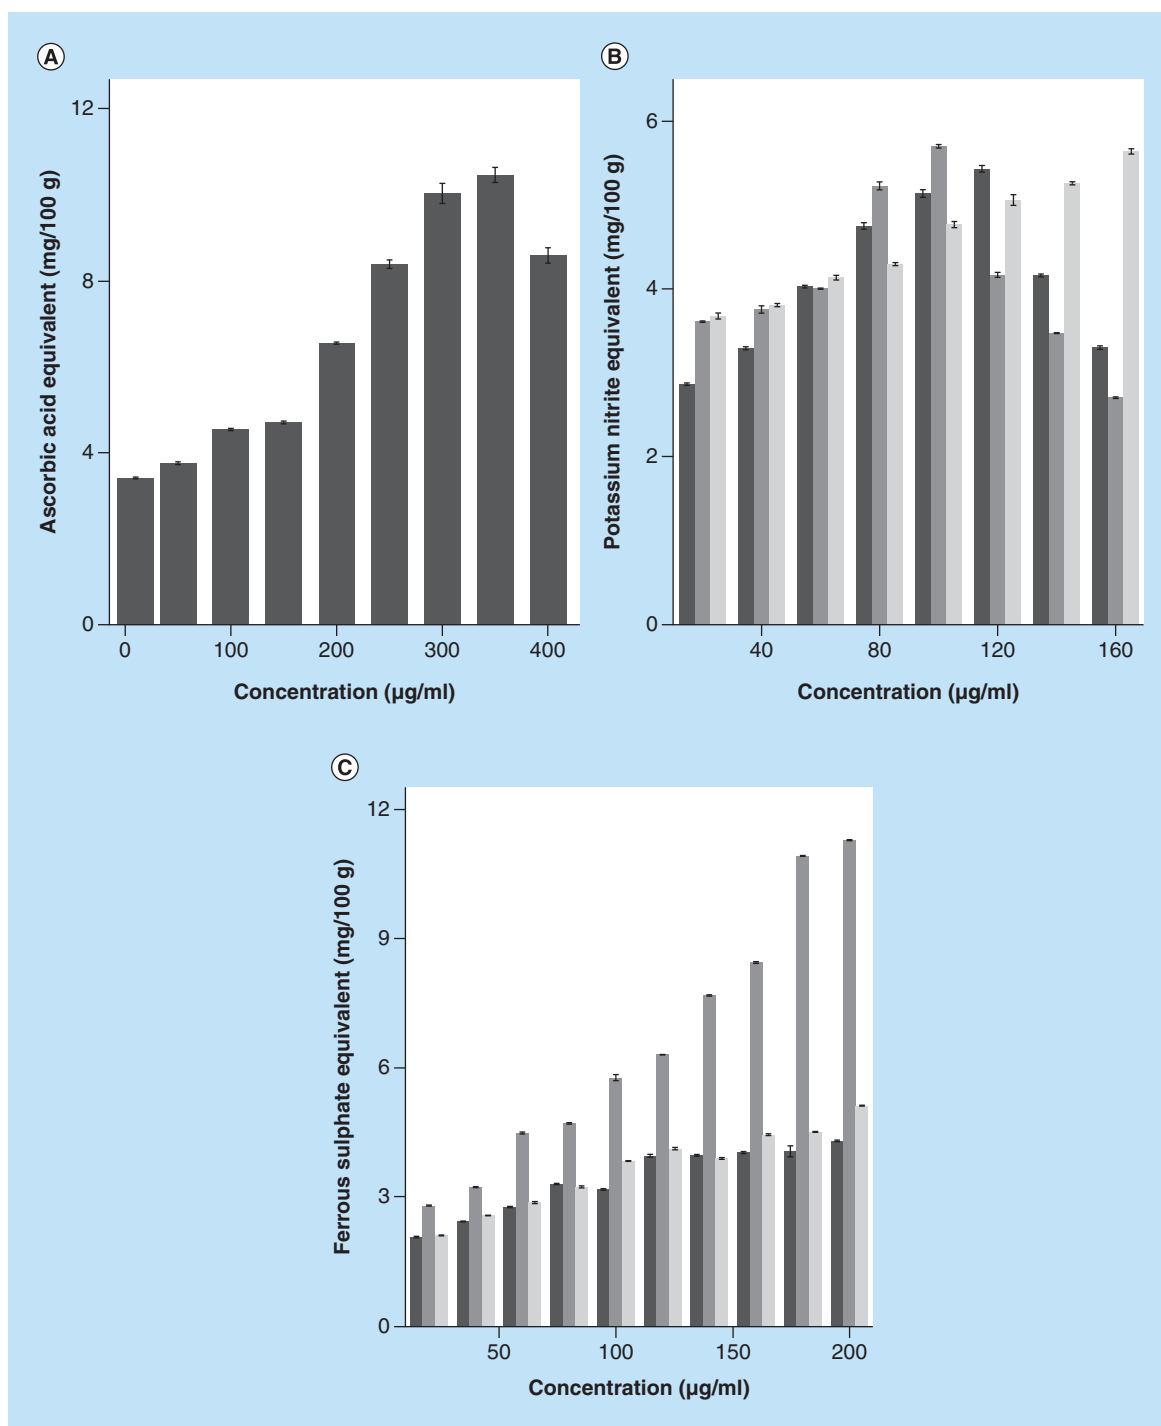 A
Ascorbic acid equivalent (mg/100 g)
12
8
4
0
0 100 200 300 400
Concentration (µg/ml)
B
Potassium nitrite equivalent (mg/100 g)
6
4
2
0
40 80 120 160
Concentration (µg/ml)
C
Ferrous sulphate equivalent (mg/100 g)
12
9
6
3
0
50 100 150 200
Concentration (µg/ml)